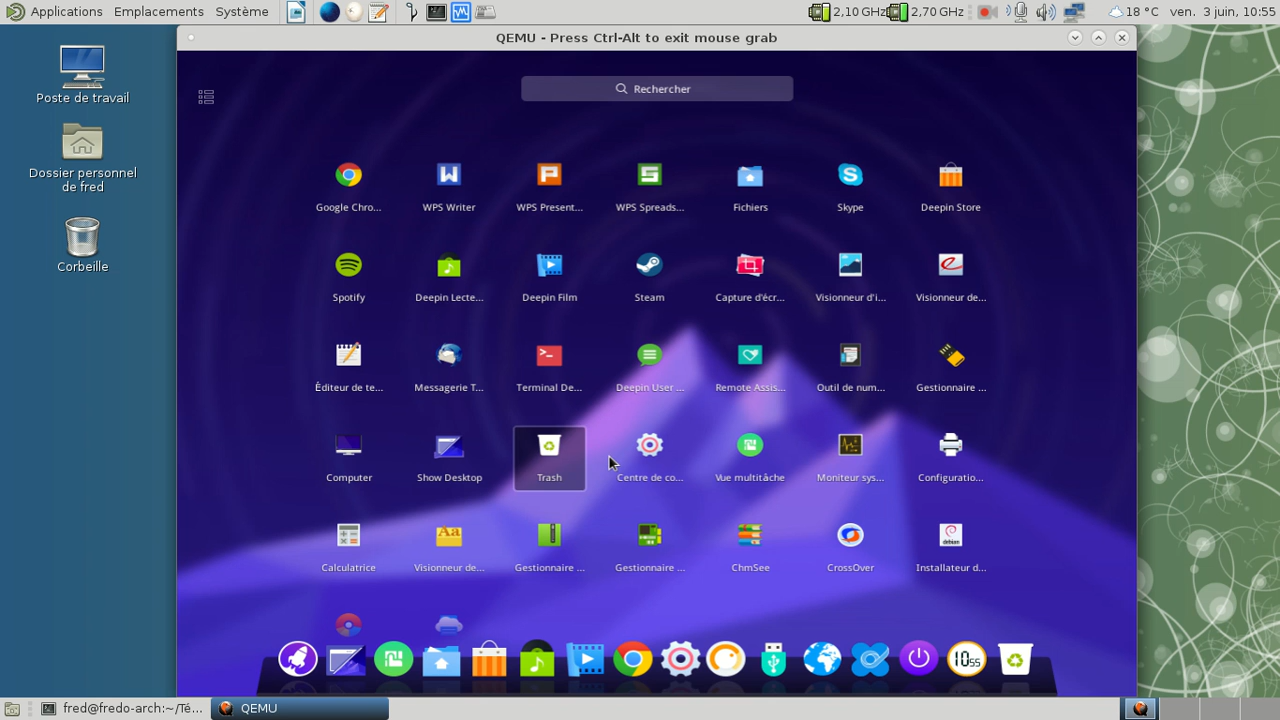 Applications Emplacements Système 2,10 GHz 2,70 GHz 18 °C ven. 3 juin, 10:55
QEMU - Press Ctrl-Alt to exit mouse grab
Poste de travail
Dossier personnel
de fred
Corbeille
Rechercher
Google Chro... WPS Writer WPS Present... WPS Spreads... Fichiers Skype Deepin Store
Spotify Deepin Lecte... Deepin Film Steam Capture d'écr... Visionneur d'i... Visionneur de...
Éditeur de te... Messagerie T... Terminal De... Deepin User ... Remote Assis... Outil de num... Gestionnaire ...
Computer Show Desktop Trash Centre de co... Vue multitâche Moniteur sys... Configuratio...
Calculatrice Visionneur de... Gestionnaire ... Gestionnaire ... ChmSee CrossOver Installateur d...
1055
fred@fredo-arch:~/Té... QEMU